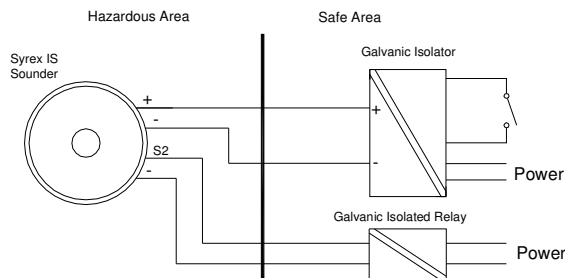 Hazardous Area
Safe Area
Syrex IS
Sounder
Galvanic Isolator
+
-
S2
-
+
-
Power
Galvanic Isolated Relay
Power